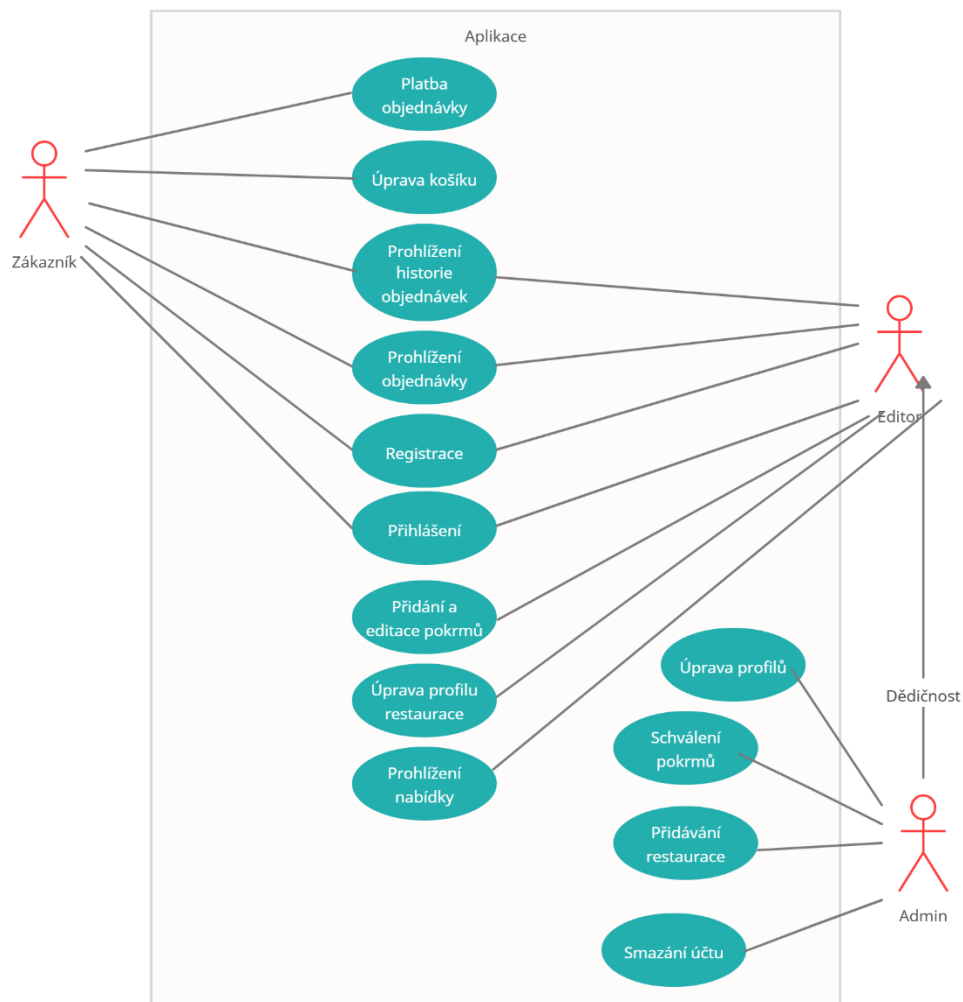 Aplikace
Platba
objednávky
Úprava košíku
Zákazník
Prohlížení
historie
objednávek
Prohlížení
objednávky
Editor
Registrace
Přihlášení
Přidání a
editace pokrmů
Úprava profilu
restaurace
Prohlížení
nabídky
Úprava profilů
Dědičnost
Schválení
pokrmů
Přidávání
restaurace
Admin
Smazání účtu